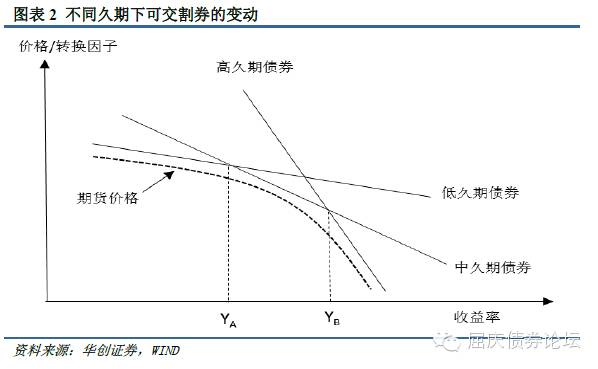 图表 2  不同久期下可交割券的变动
价格/转换因子
高久期债券
期货价格
低久期债券
中久期债券
YA
YB
收益率
屈庆债券论坛
资料来源：华创证券，WIND